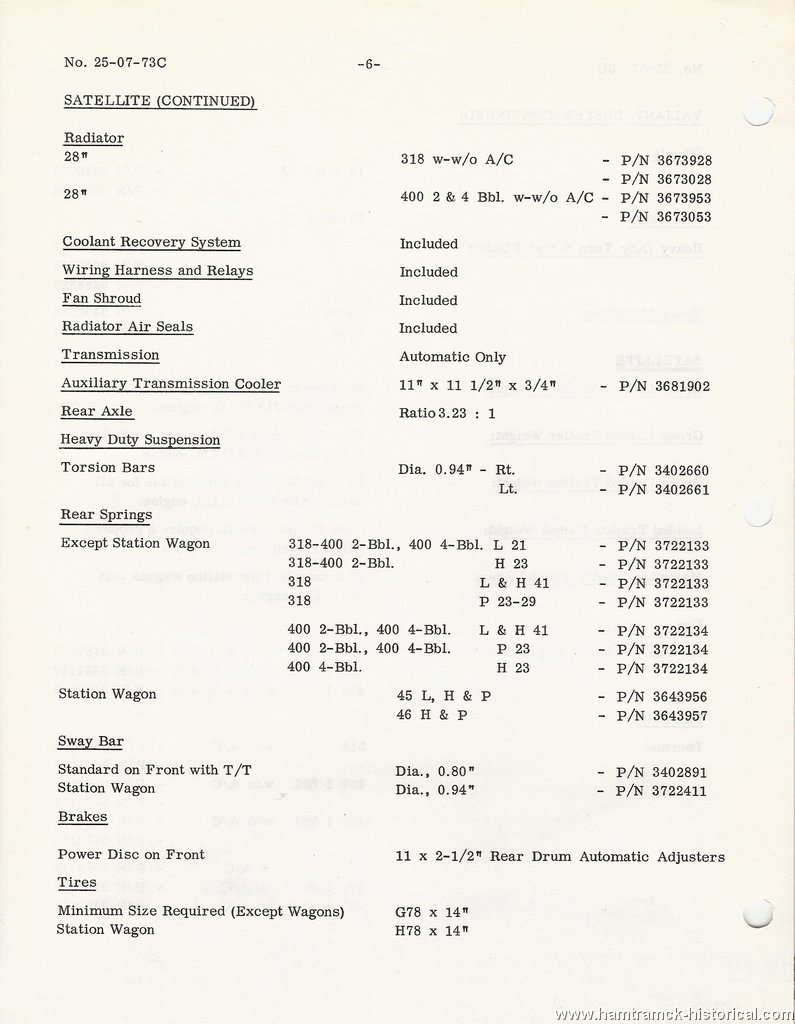 No. 25-07-73C -6-
SATELLITE (CONTINUED)
Radiator
28" 318 w-w/o A/C - P/N 3673928
- P/N 3673028
28" 400 2 & 4 Bbl. w-w/o A/C - P/N 3673953
- P/N 3673053
Coolant Recovery System Included
Wiring Harness and Relays Included
Fan Shroud Included
Radiator Air Seals Included
Transmission Automatic Only
Auxiliary Transmission Cooler 11" x 11 1/2" x 3/4" - P/N 3681902
Rear Axle Ratio 3.23 : 1
Heavy Duty Suspension
Torsion Bars Dia. 0.94" - Rt. - P/N 3402660
Lt. - P/N 3402661
Rear Springs
Except Station Wagon 318-400 2-Bbl., 400 4-Bbl. L 21 - P/N 3722133
318-400 2-Bbl. H 23 - P/N 3722133
318 L & H 41 - P/N 3722133
318 P 23-29 - P/N 3722133
400 2-Bbl., 400 4-Bbl. L & H 41 - P/N 3722134
400 2-Bbl., 400 4-Bbl. P 23 - P/N 3722134
400 4-Bbl. H 23 - P/N 3722134
Station Wagon 45 L, H & P - P/N 3643956
46 H & P - P/N 3643957
Sway Bar
Standard on Front with T/T Dia., 0.80" - P/N 3402891
Station Wagon Dia., 0.94" - P/N 3722411
Brakes
Power Disc on Front 11 x 2-1/2" Rear Drum Automatic Adjusters
Tires
Minimum Size Required (Except Wagons) G78 x 14"
Station Wagon H78 x 14"
www.hamtramck-historical.com